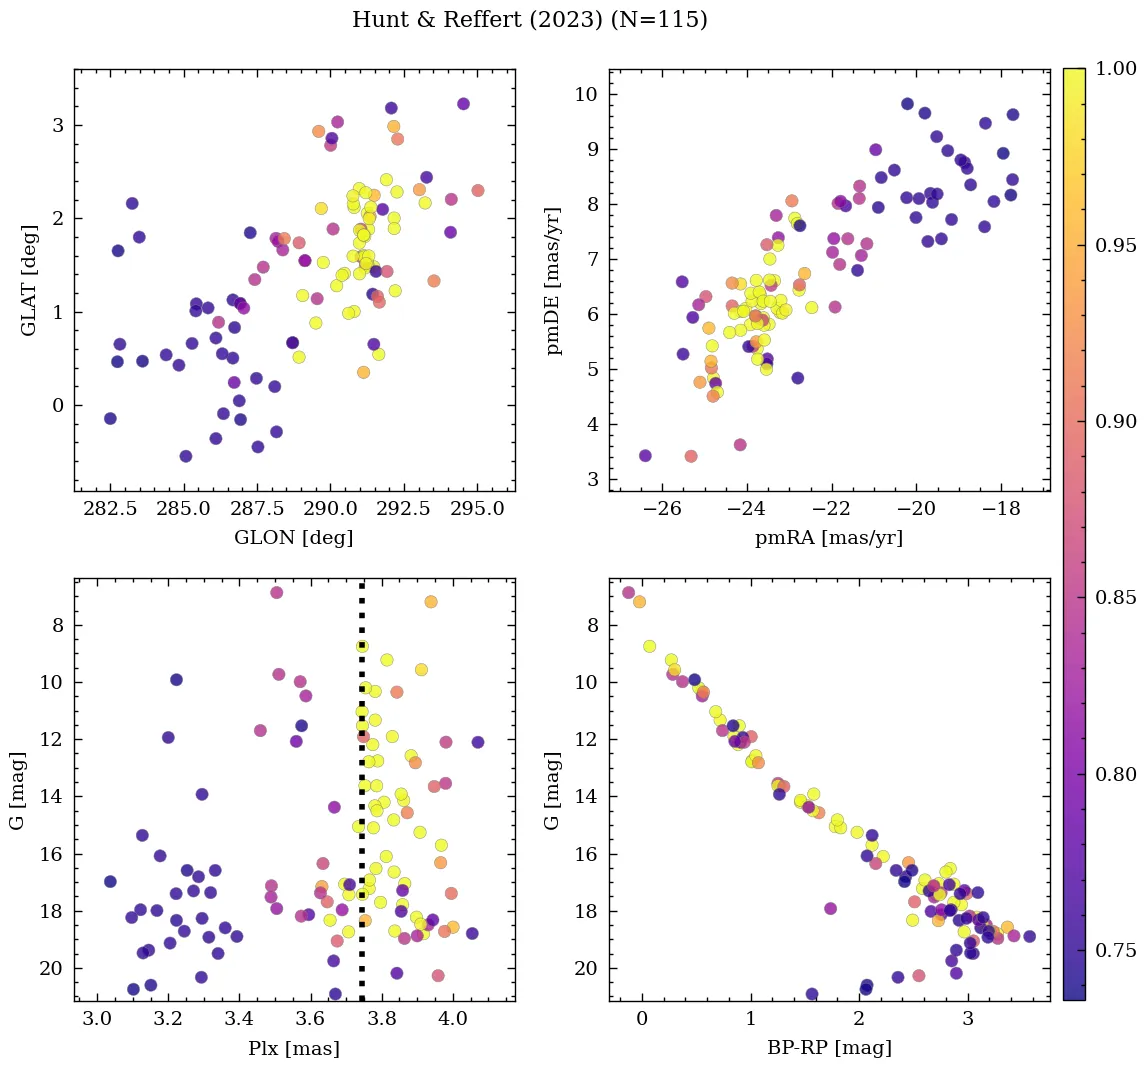 Hunt & Reffert (2023) (N=115)
3
2
1
0
GLAT [deg]
282.5 285.0 287.5 290.0 292.5 295.0
GLON [deg]
10
9
8
7
6
5
4
3
pmDE [mas/yr]
−26 −24 −22 −20 −18
pmRA [mas/yr]
1.00
0.95
0.90
0.85
0.80
0.75
8
10
12
14
16
18
20
G [mag]
3.0 3.2 3.4 3.6 3.8 4.0
Plx [mas]
8
10
12
14
16
18
20
G [mag]
0 1 2 3
BP-RP [mag]